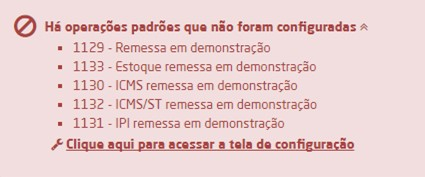 Há operações padrões que não foram configuradas
1129 - Remessa em demonstração
1133 - Estoque remessa em demonstração
1130 - ICMS remessa em demonstração
1132 - ICMS/ST remessa em demonstração
1131 - IPI remessa em demonstração
Clique aqui para acessar a tela de configuração